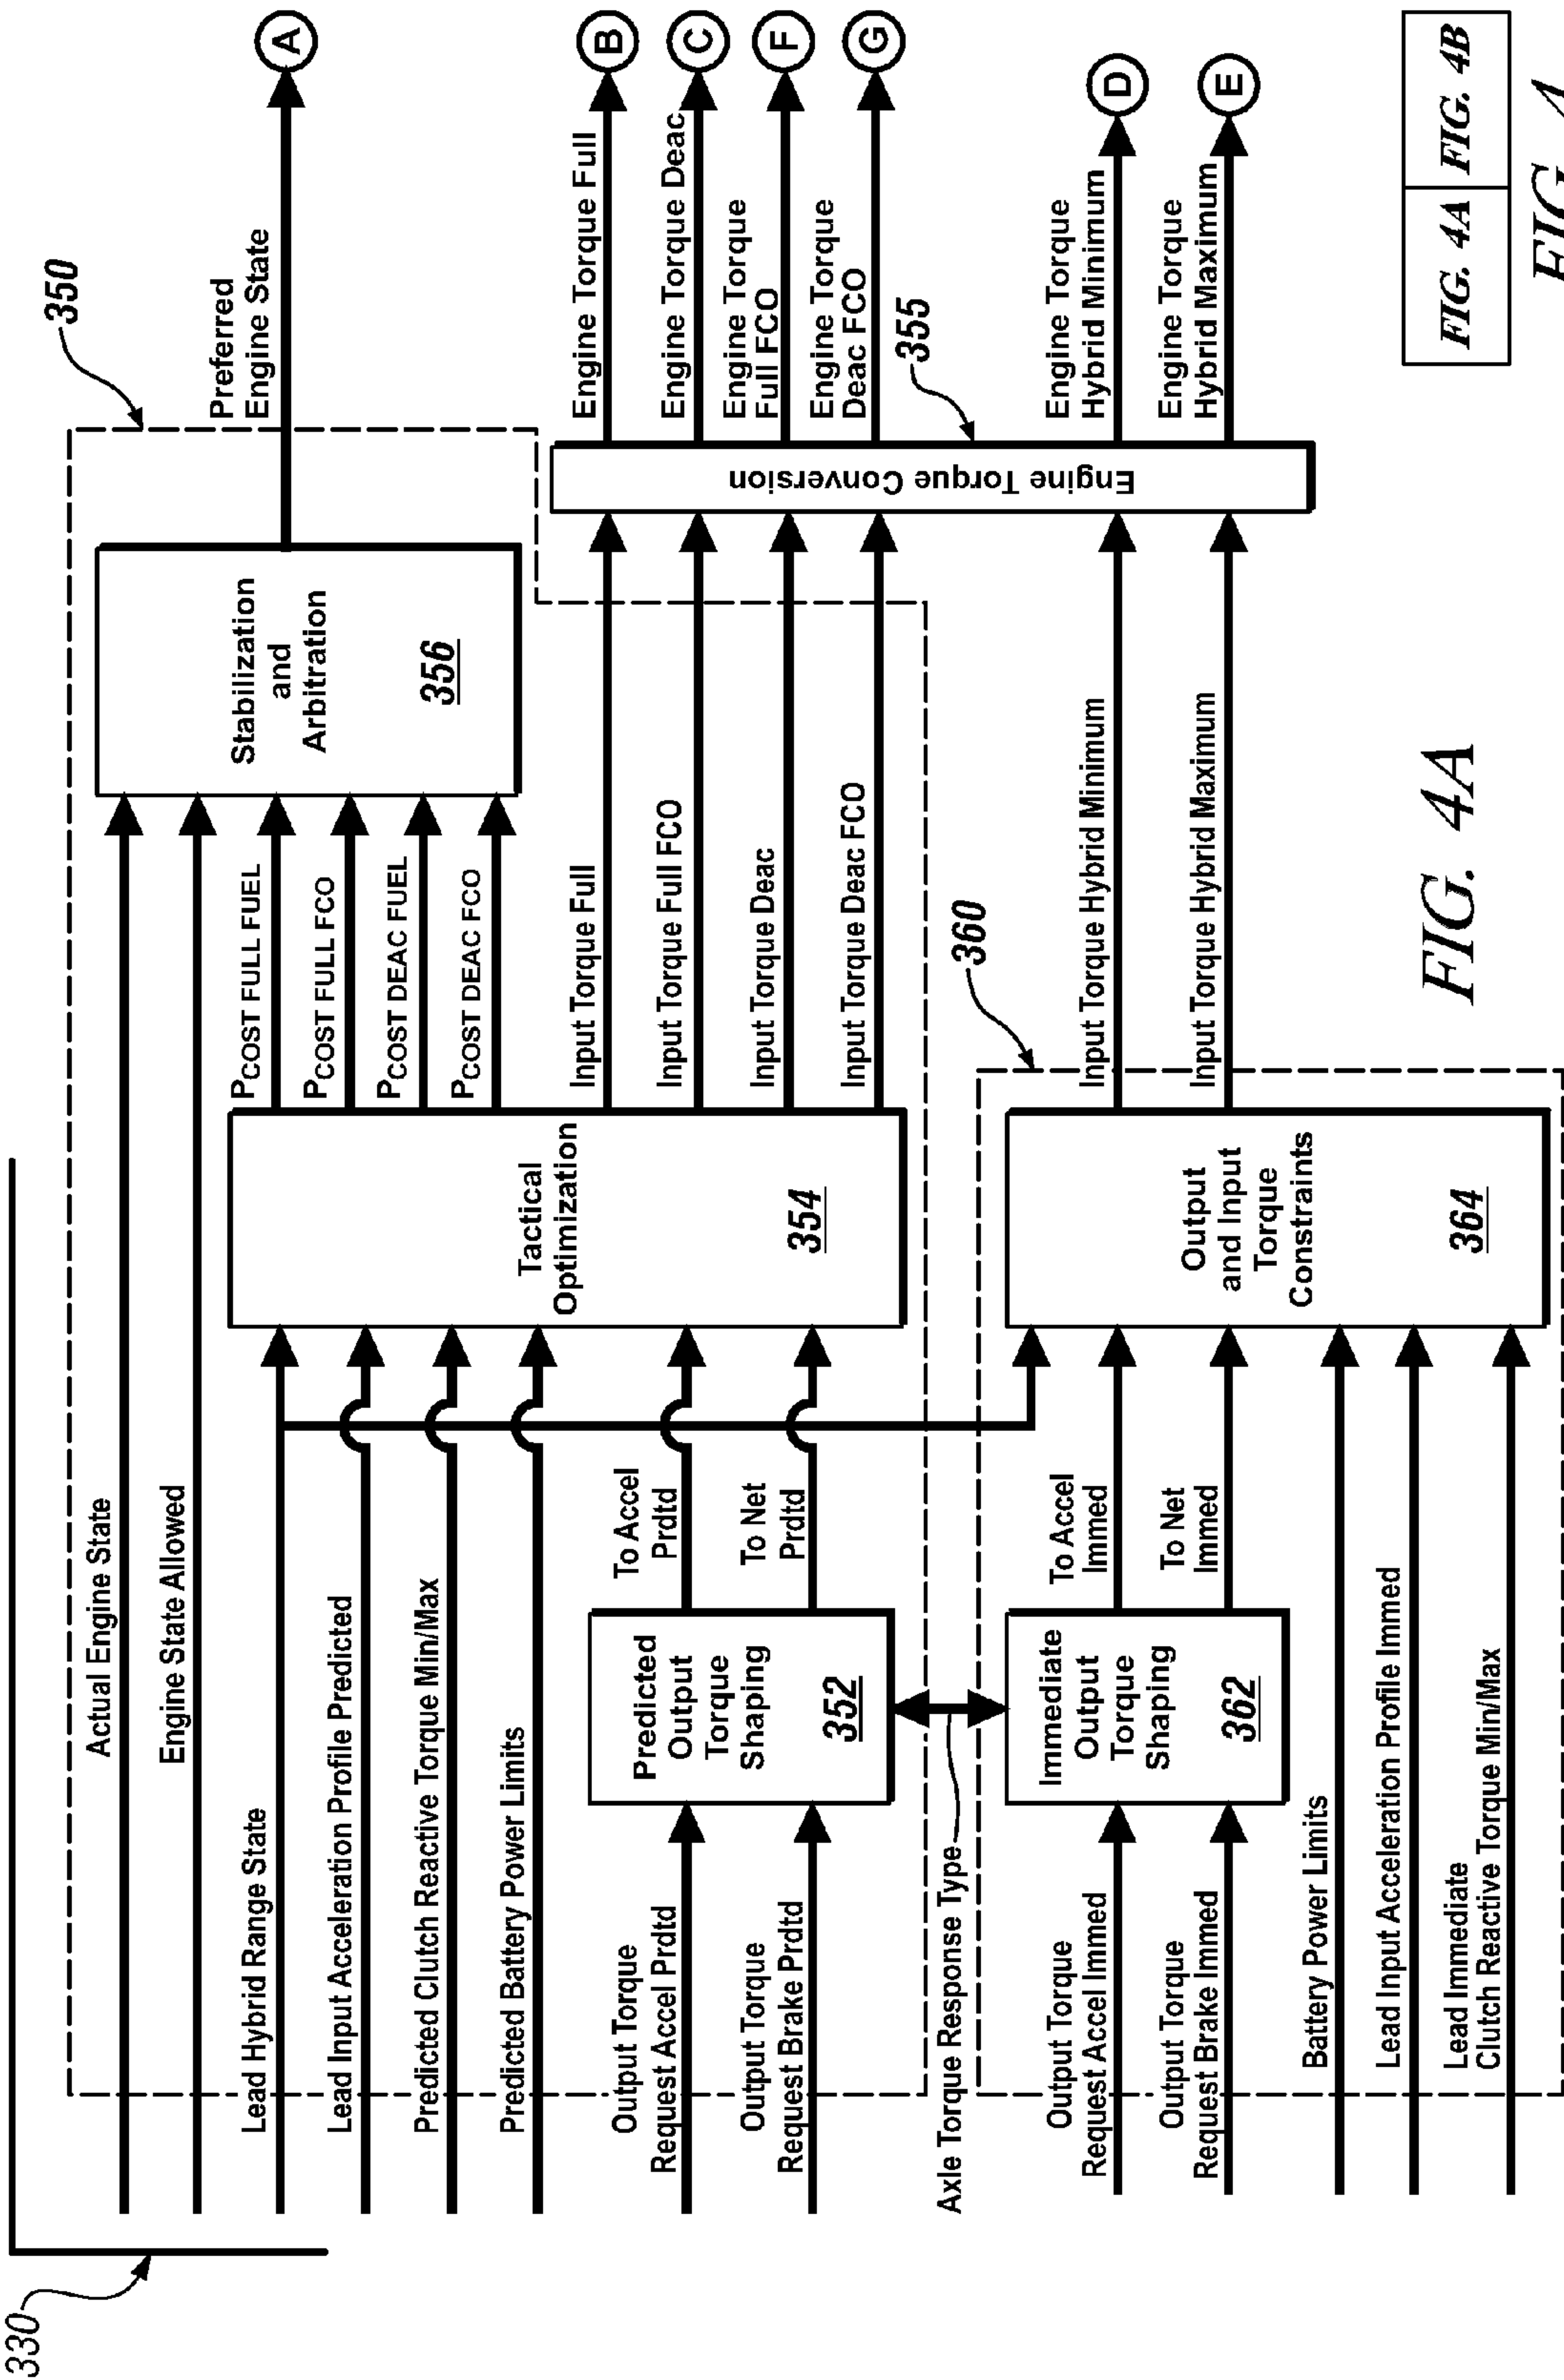 330
350
Actual Engine State
Engine State Allowed
Lead Hybrid Range State
Lead Input Acceleration Profile Predicted
Predicted Clutch Reactive Torque Min/Max
Predicted Battery Power Limits
Output Torque
Request Accel Prdtd
Output Torque
Request Brake Prdtd
Predicted
Output
Torque
Shaping
352
To Accel
Prdtd
To Net
Prdtd
Tactical
Optimization
354
PCOST FULL FUEL
PCOST FULL FCO
PCOST DEAC FUEL
PCOST DEAC FCO
Stabilization
and
Arbitration
356
Preferred
Engine State
A
Input Torque Full
Input Torque Full FCO
Input Torque Deac
Input Torque Deac FCO
Engine Torque Conversion
355
Engine Torque Full
B
Engine Torque Deac
C
Engine Torque
Full FCO
F
Engine Torque
Deac FCO
G
Engine Torque
Hybrid Minimum
D
Engine Torque
Hybrid Maximum
E
Axle Torque Response Type
360
Output Torque
Request Accel Immed
Output Torque
Request Brake Immed
Battery Power Limits
Lead Input Acceleration Profile Immed
Lead Immediate
Clutch Reactive Torque Min/Max
Immediate
Output
Torque
Shaping
362
To Accel
Immed
To Net
Immed
Output
and Input
Torque
Constraints
364
Input Torque Hybrid Minimum
Input Torque Hybrid Maximum
FIG. 4A
FIG. 4A FIG. 4B
FIG. 4